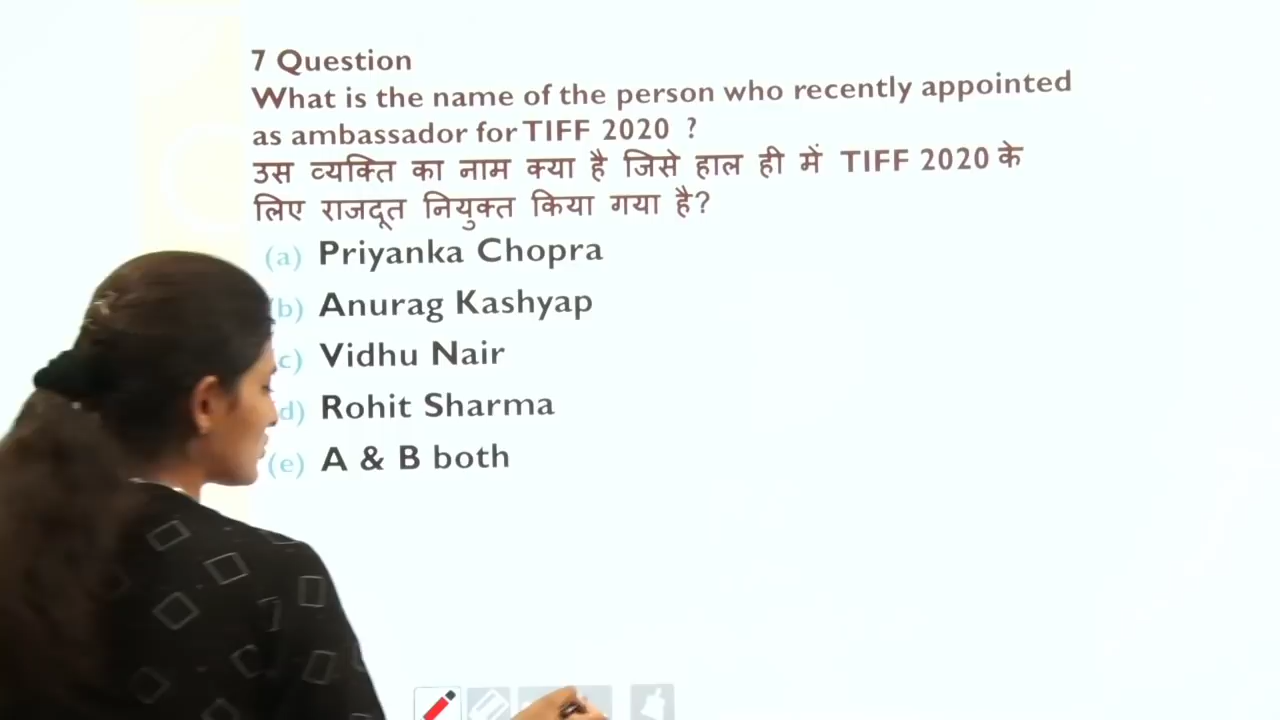 7 Question
What is the name of the person who recently appointed
as ambassador for TIFF 2020 ?
उस व्यक्ति का नाम क्या है जिसे हाल ही में TIFF 2020 के
लिए राजदूत नियुक्त किया गया है?
(a) Priyanka Chopra
b) Anurag Kashyap
c) Vidhu Nair
d) Rohit Sharma
(e) A & B both